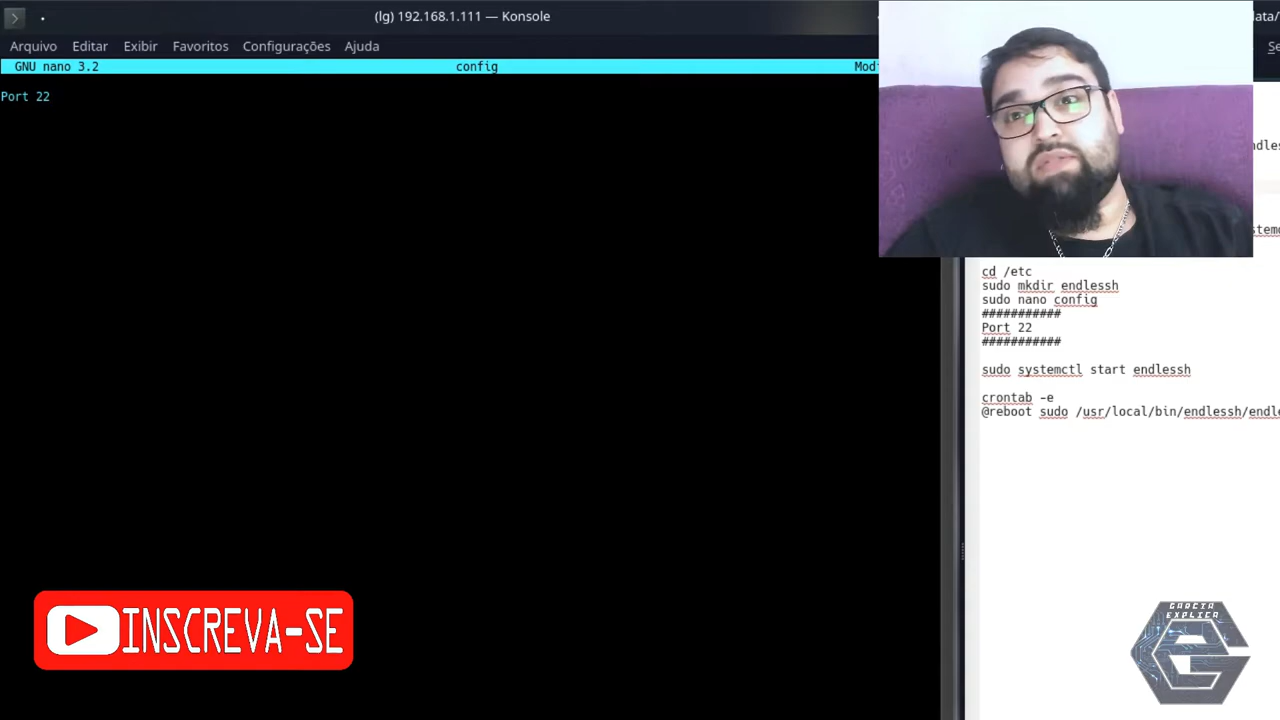 (lg) 192.168.1.111 — Konsole
Arquivo Editar Exibir Favoritos Configurações Ajuda
GNU nano 3.2 config
Port 22
cd /etc
sudo mkdir endlessh
sudo nano config
###########
Port 22
###########
sudo systemctl start endlessh
crontab -e
@reboot sudo /usr/local/bin/endlessh/endle
INSCREVA-SE
GARCIA
EXPLICA